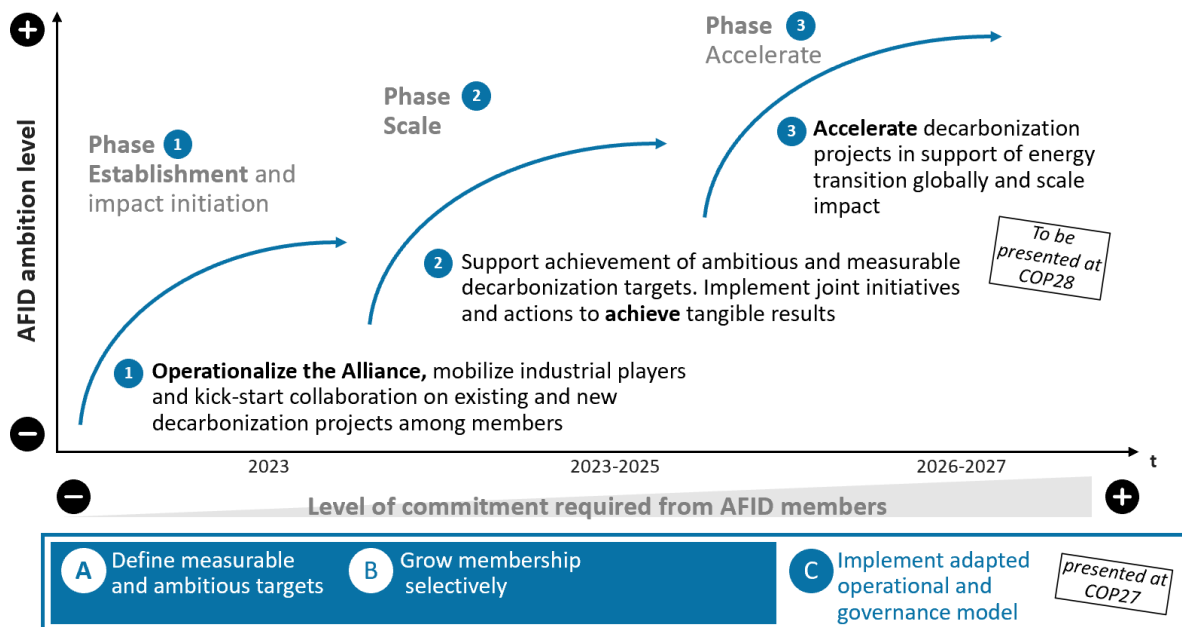 +
AFID ambition level
−
Phase 1
Establishment and
impact initiation
Phase 2
Scale
Phase 3
Accelerate
3 Accelerate decarbonization
projects in support of energy
transition globally and scale
impact
To be
presented at
COP28
2 Support achievement of ambitious and measurable
decarbonization targets. Implement joint initiatives
and actions to achieve tangible results
1 Operationalize the Alliance, mobilize industrial players
and kick-start collaboration on existing and new
decarbonization projects among members
2023 2023-2025 2026-2027 t
− Level of commitment required from AFID members +
A Define measurable
and ambitious targets
B Grow membership
selectively
C Implement adapted
operational and
governance model
presented at
COP27